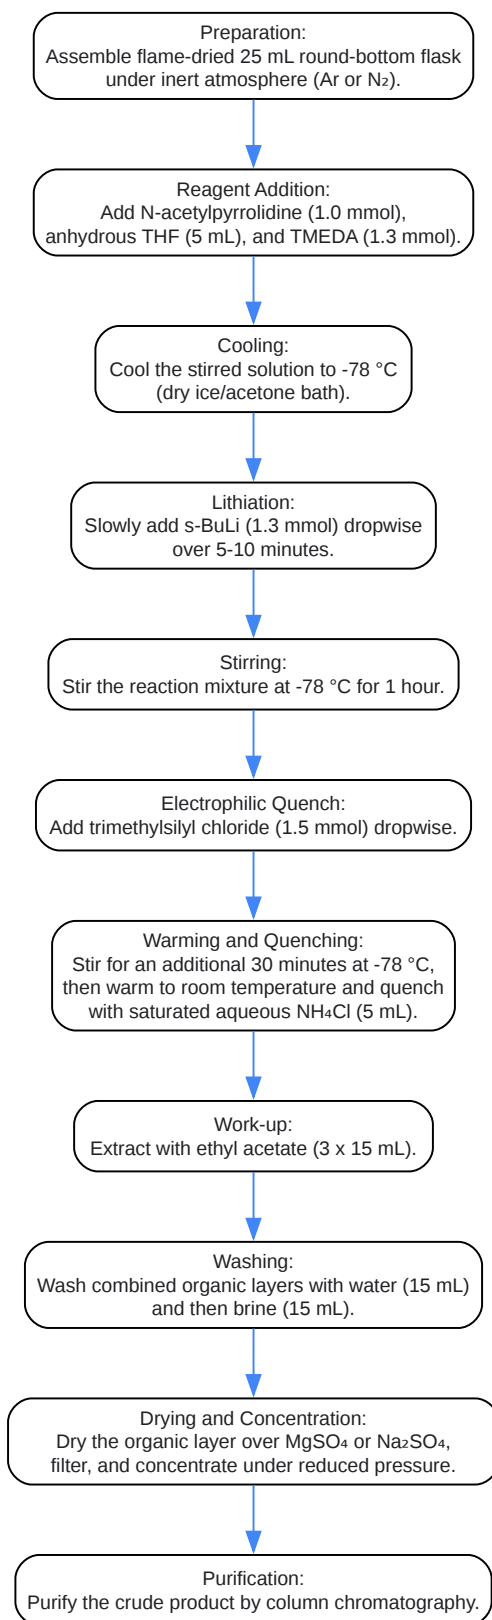 Preparation:
Assemble flame-dried 25 mL round-bottom flask
under inert atmosphere (Ar or N₂).
Reagent Addition:
Add N-acetylpyrrolidine (1.0 mmol),
anhydrous THF (5 mL), and TMEDA (1.3 mmol).
Cooling:
Cool the stirred solution to -78 °C
(dry ice/acetone bath).
Lithiation:
Slowly add s-BuLi (1.3 mmol) dropwise
over 5-10 minutes.
Stirring:
Stir the reaction mixture at -78 °C for 1 hour.
Electrophilic Quench:
Add trimethylsilyl chloride (1.5 mmol) dropwise.
Warming and Quenching:
Stir for an additional 30 minutes at -78 °C,
then warm to room temperature and quench
with saturated aqueous NH₄Cl (5 mL).
Work-up:
Extract with ethyl acetate (3 x 15 mL).
Washing:
Wash combined organic layers with water (15 mL)
and then brine (15 mL).
Drying and Concentration:
Dry the organic layer over MgSO₄ or Na₂SO₄,
filter, and concentrate under reduced pressure.
Purification:
Purify the crude product by column chromatography.